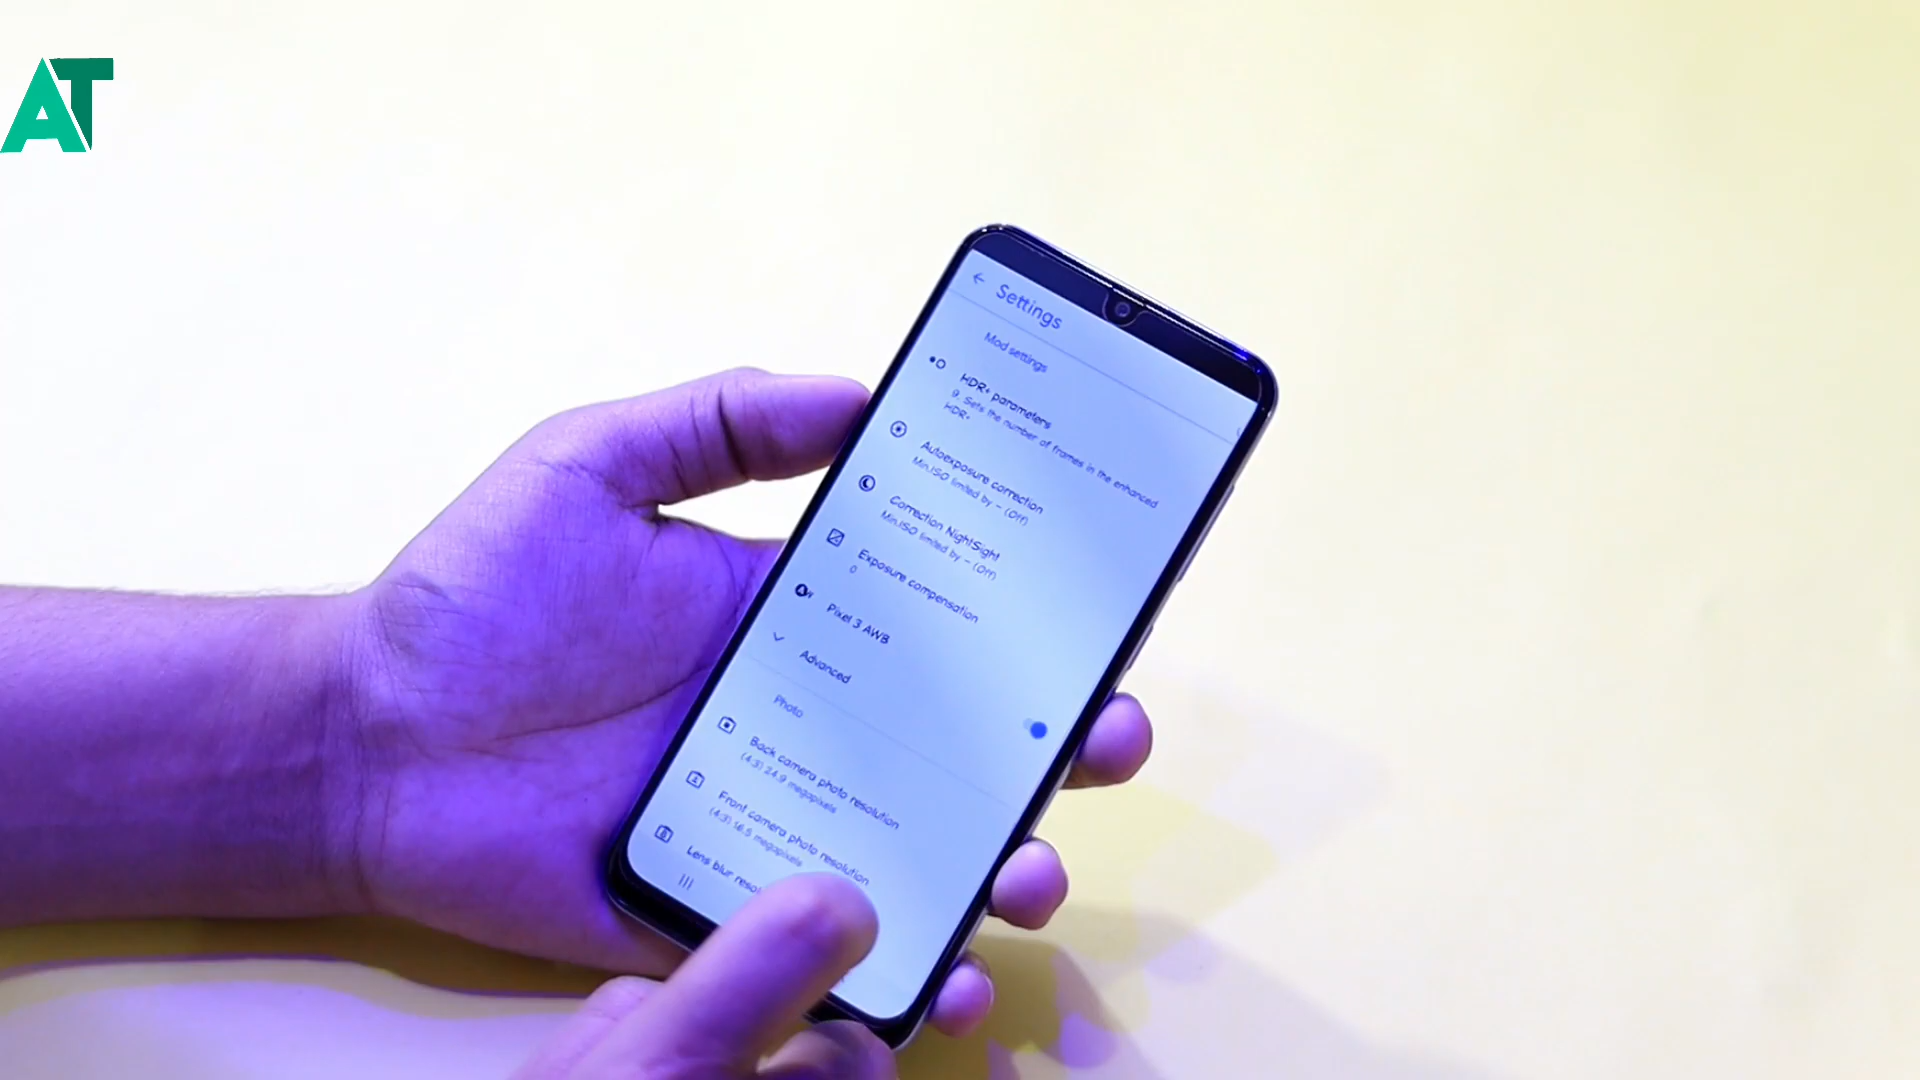 AT
Settings
Mod settings
HDR+ parameters
9. Sets the number of frames in the enhanced
HDR+
Autoexposure correction
Min.ISO limited by - (Off)
Correction NightSight
Min.ISO limited by - (Off)
Exposure compensation
0
Pixel 3 AWB
Advanced
Photo
Back camera photo resolution
(4:3) 24.9 megapixels
Front camera photo resolution
(4:3) 16.5 megapixels
Lens blur